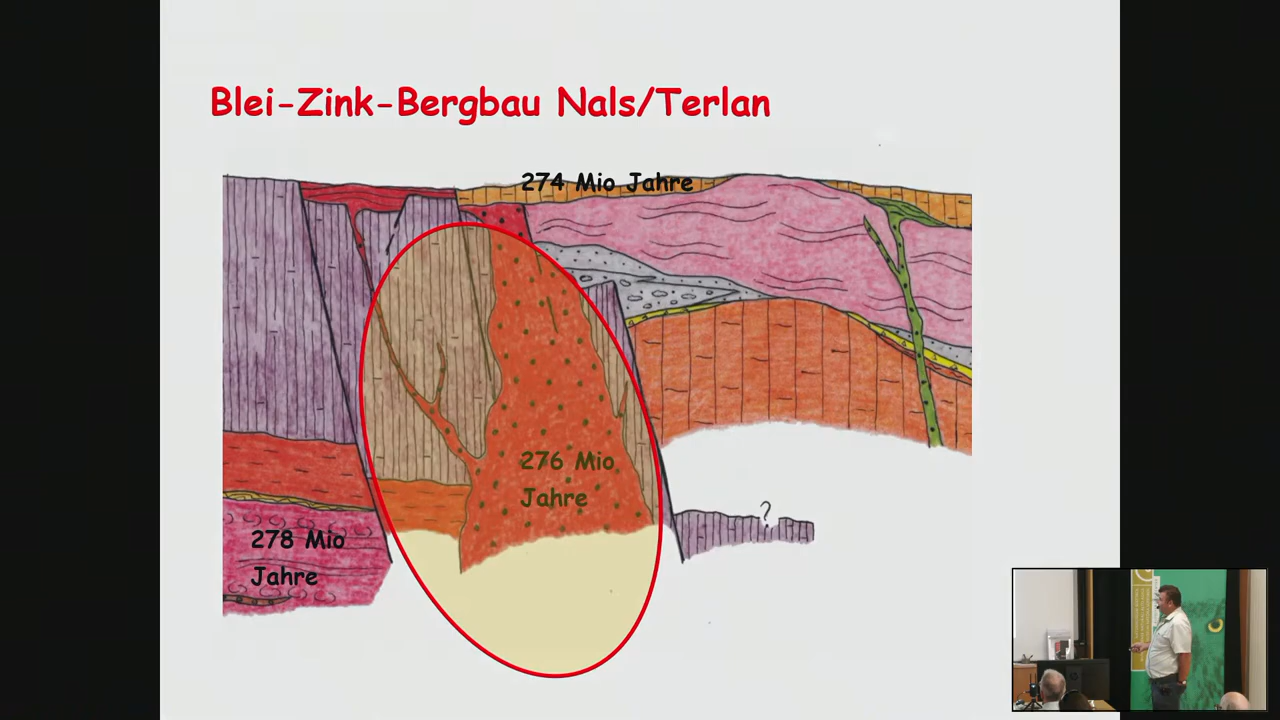 Blei-Zink-Bergbau Nals/Terlan
274 Mio Jahre
276 Mio
Jahre
?
278 Mio
Jahre